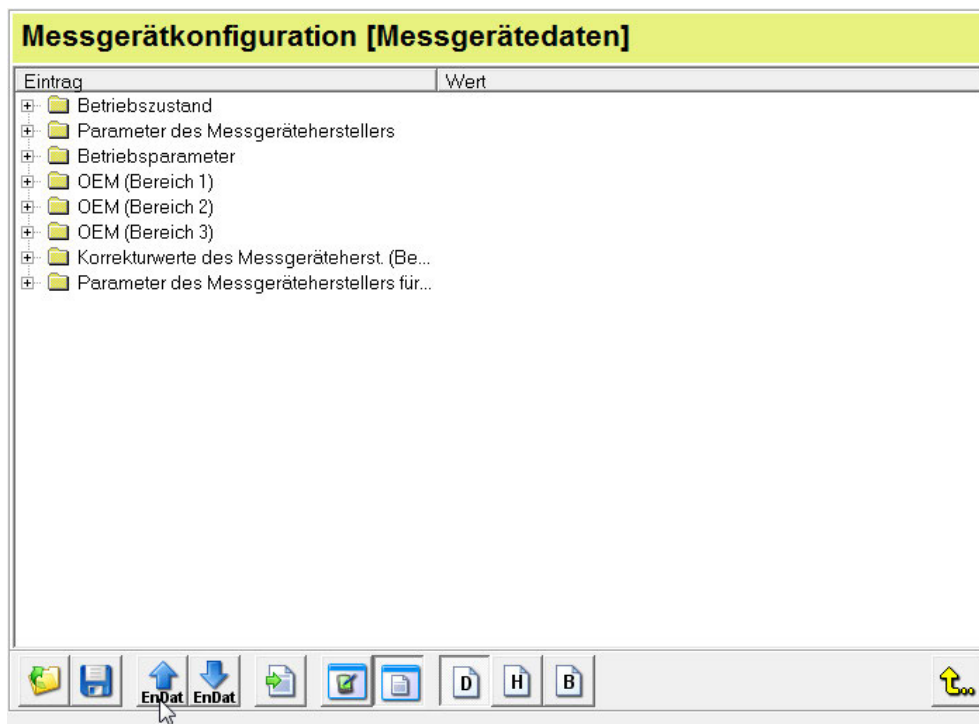 Messgerätkonfiguration [Messgerätedaten]
Eintrag Wert
Betriebszustand
Parameter des Messgeräteherstellers
Betriebsparameter
OEM (Bereich 1)
OEM (Bereich 2)
OEM (Bereich 3)
Korrekturwerte des Messgeräteherst. (Be...
Parameter des Messgeräteherstellers für...
EnDat EnDat D H B